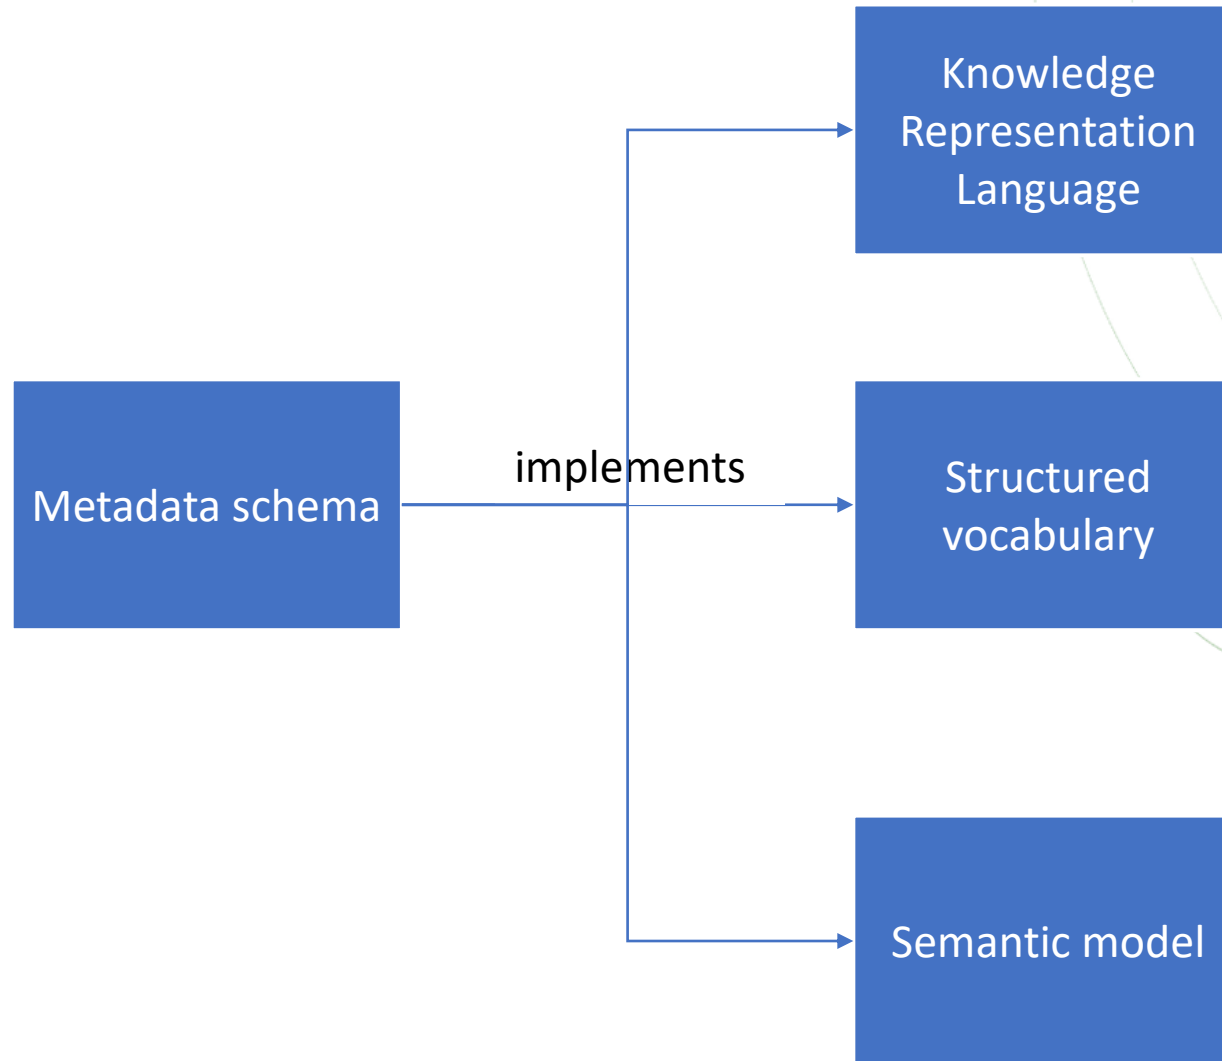 Knowledge
Representation
Language
Metadata schema
implements
Structured
vocabulary
Semantic model